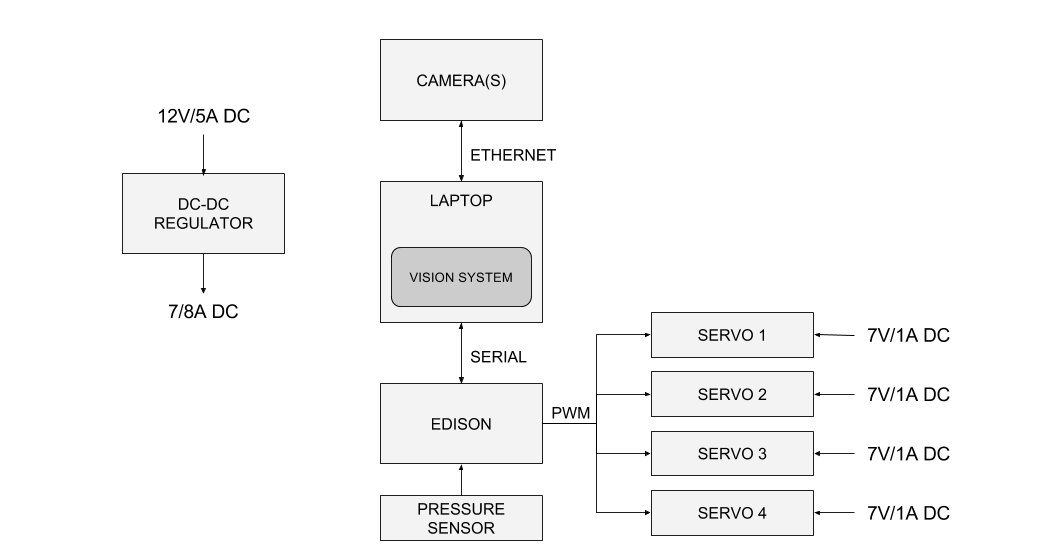 CAMERA(S)
12V/5A DC
ETHERNET
DC-DC
REGULATOR
LAPTOP
VISION SYSTEM
7/8A DC
SERIAL
EDISON
PWM
PRESSURE
SENSOR
SERVO 1
7V/1A DC
SERVO 2
7V/1A DC
SERVO 3
7V/1A DC
SERVO 4
7V/1A DC